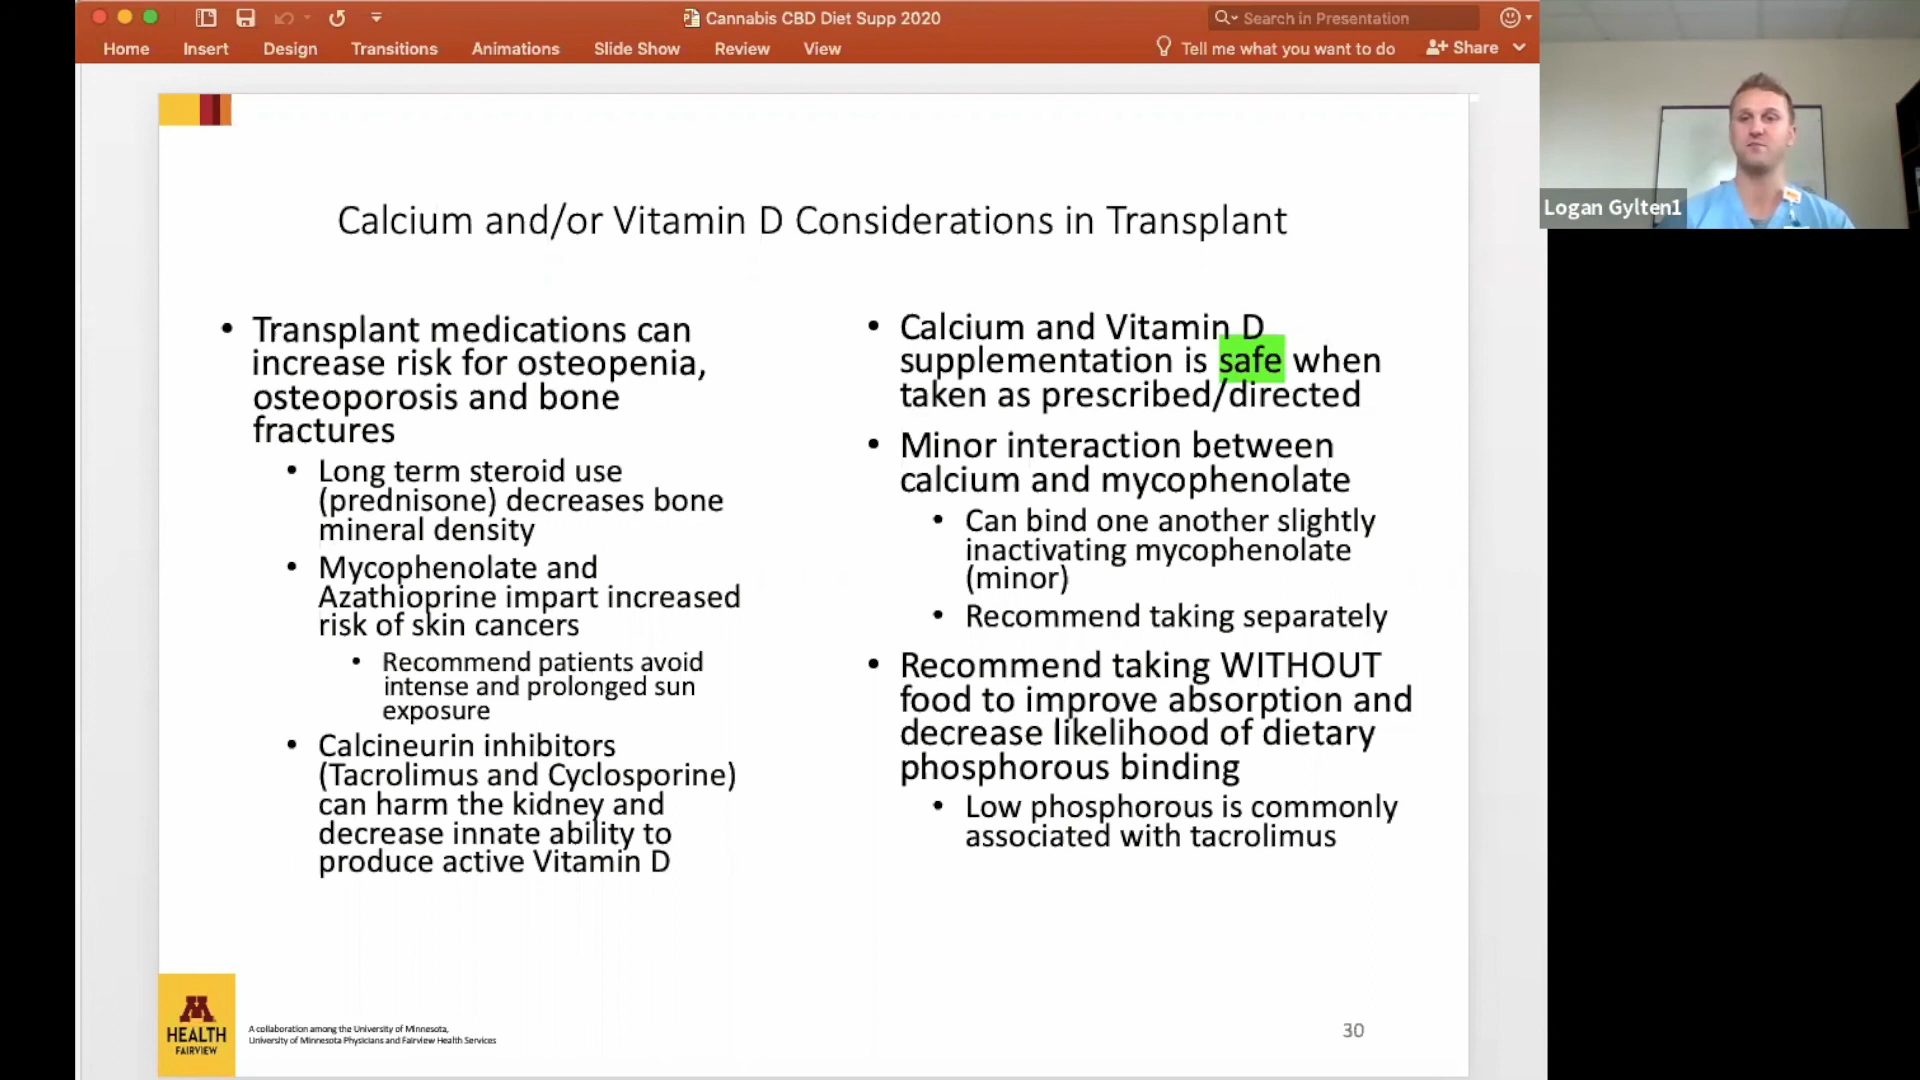 Cannabis CBD Diet Supp 2020
Search in Presentation
Home Insert Design Transitions Animations Slide Show Review View
Tell me what you want to do
Share
Logan Gylten1
Calcium and/or Vitamin D Considerations in Transplant
• Transplant medications can
increase risk for osteopenia,
osteoporosis and bone
fractures
• Long term steroid use
(prednisone) decreases bone
mineral density
• Mycophenolate and
Azathioprine impart increased
risk of skin cancers
• Recommend patients avoid
intense and prolonged sun
exposure
• Calcineurin inhibitors
(Tacrolimus and Cyclosporine)
can harm the kidney and
decrease innate ability to
produce active Vitamin D
• Calcium and Vitamin D
supplementation is safe when
taken as prescribed/directed
• Minor interaction between
calcium and mycophenolate
• Can bind one another slightly
inactivating mycophenolate
(minor)
• Recommend taking separately
• Recommend taking WITHOUT
food to improve absorption and
decrease likelihood of dietary
phosphorous binding
• Low phosphorous is commonly
associated with tacrolimus
M
HEALTH
FAIRVIEW
A collaboration among the University of Minnesota,
University of Minnesota Physicians and Fairview Health Services
30